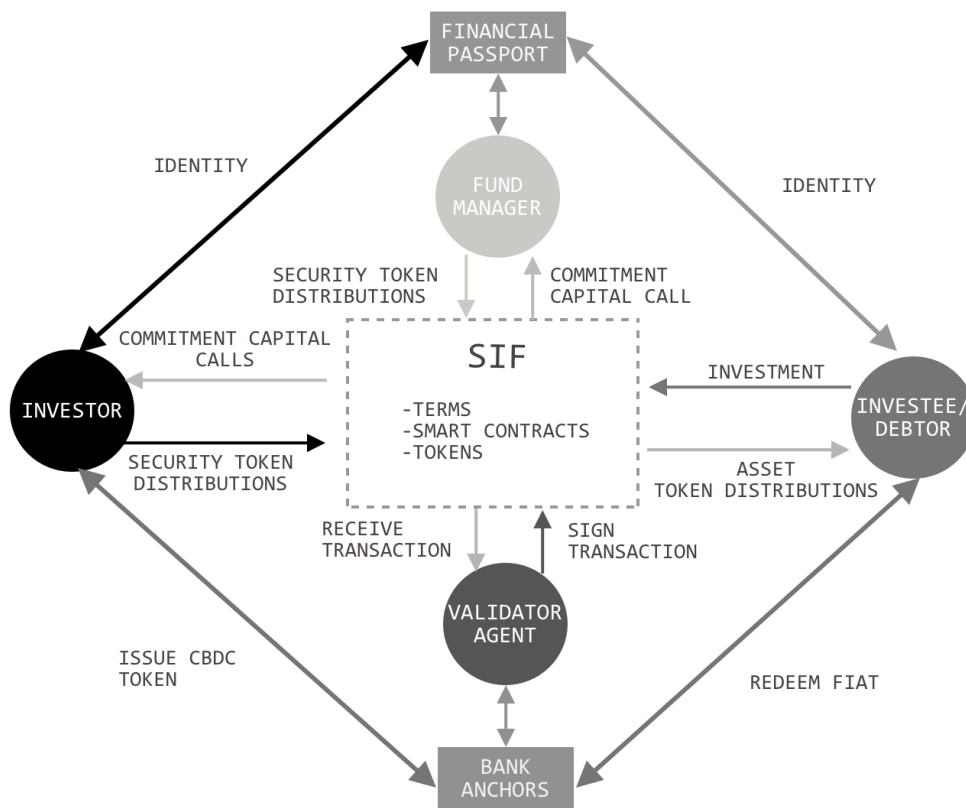 FINANCIAL
PASSPORT
IDENTITY
IDENTITY
FUND
MANAGER
SECURITY TOKEN
DISTRIBUTIONS
COMMITMENT
CAPITAL CALL
COMMITMENT CAPITAL
CALLS
SIF
-TERMS
-SMART CONTRACTS
-TOKENS
INVESTMENT
INVESTOR
INVESTEE/
DEBTOR
SECURITY TOKEN
DISTRIBUTIONS
ASSET
TOKEN DISTRIBUTIONS
RECEIVE
TRANSACTION
SIGN
TRANSACTION
VALIDATOR
AGENT
ISSUE CBDC
TOKEN
REDEEM FIAT
BANK
ANCHORS